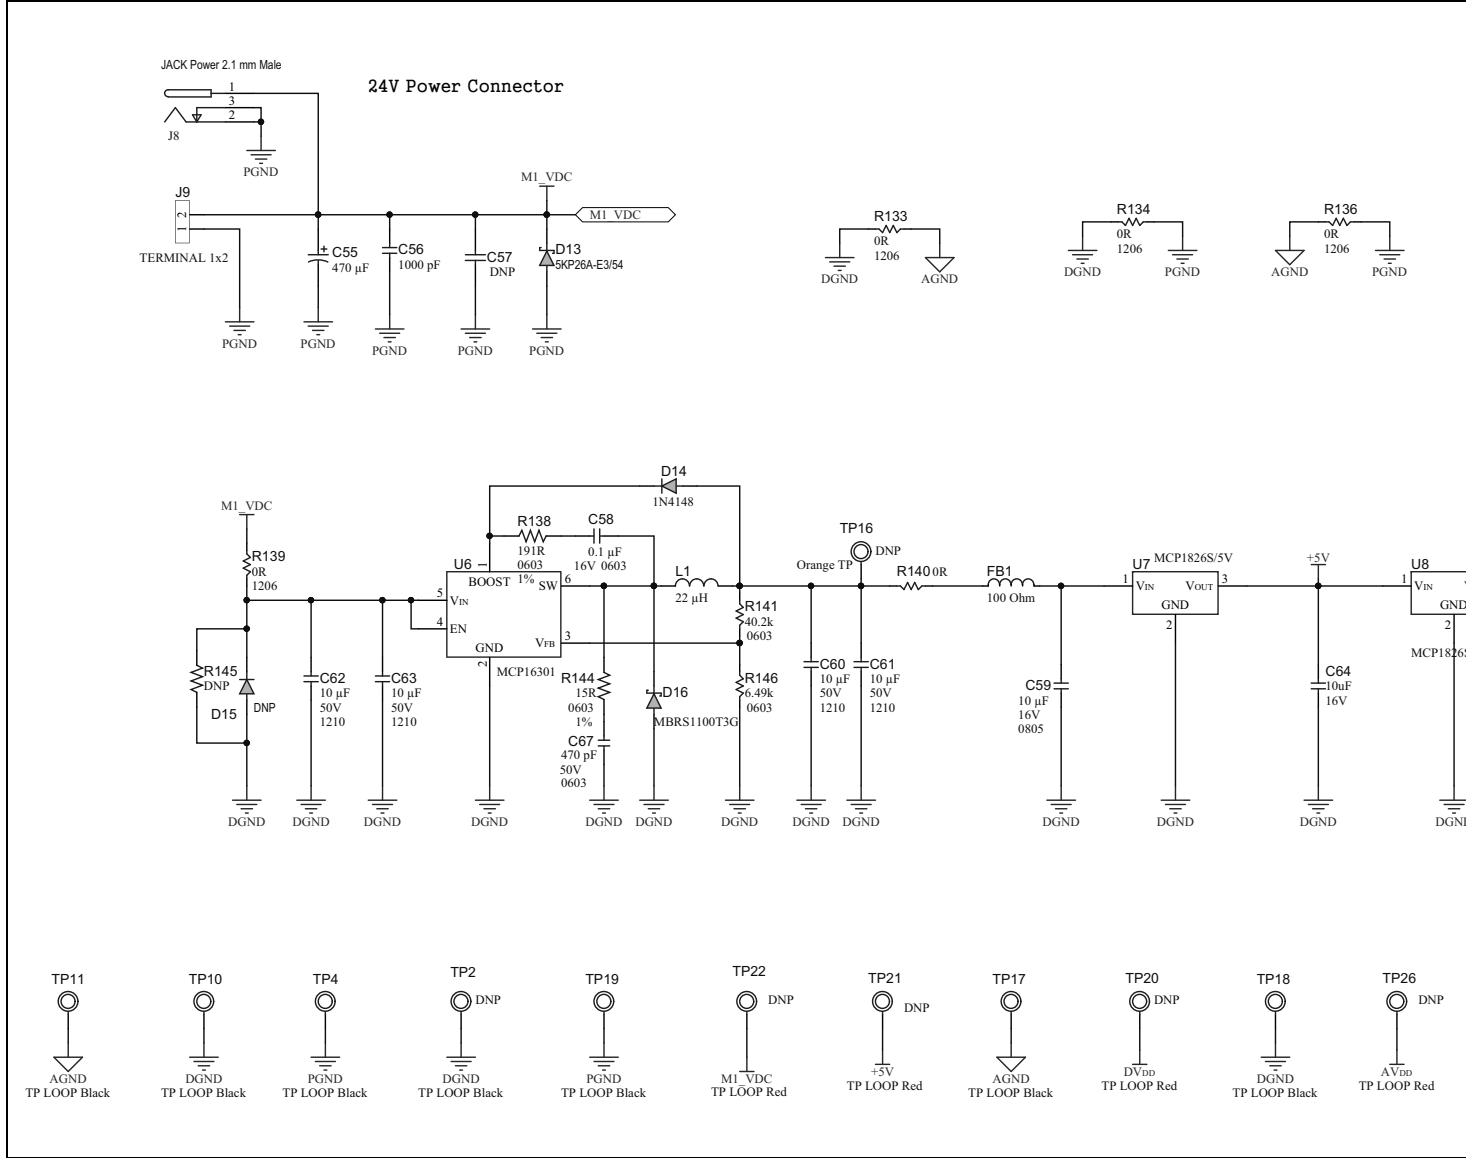 JACK Power 2.1 mm Male
24V Power Connector
1
3
2
J8
PGND
M1_VDC
J9
2
1
M1_VDC
TERMINAL 1x2
+
C55
470 µF
C56
1000 pF
C57
DNP
D13
5KP26A-E3/54
PGND
PGND
PGND
PGND
PGND
R133
0R
1206
DGND
AGND
R134
0R
1206
DGND
PGND
R136
0R
1206
AGND
PGND
M1_VDC
R139
0R
1206
D14
1N4148
R138
191R
0603
1%
C58
0.1 µF
16V 0603
U6
1
BOOST
SW
6
5
VIN
4
EN
GND
VFB
3
2
MCP16301
L1
22 µH
TP16
DNP
Orange TP
R140 0R
FB1
100 Ohm
U7
MCP1826S/5V
1
VIN
VOUT
3
GND
2
+5V
U8
1
VIN
GND
2
R141
40.2k
0603
R145
DNP
D15
DNP
C62
10 µF
50V
1210
C63
10 µF
50V
1210
R144
15R
0603
1%
C67
470 pF
50V
0603
D16
MBRS1100T3G
R146
6.49k
0603
C60
10 µF
50V
1210
C61
10 µF
50V
1210
C59
10 µF
16V
0805
C64
10uF
16V
DGND
DGND
DGND
DGND
DGND
DGND
DGND
DGND
DGND
DGND
DGND
DGND
TP11
AGND
TP LOOP Black
TP10
DGND
TP LOOP Black
TP4
PGND
TP LOOP Black
TP2
DNP
DGND
TP LOOP Black
TP19
PGND
TP LOOP Black
TP22
DNP
M1_VDC
TP LOOP Red
TP21
DNP
+5V
TP LOOP Red
TP17
AGND
TP LOOP Black
TP20
DNP
DVDD
TP LOOP Red
TP18
DGND
TP LOOP Black
TP26
DNP
AVDD
TP LOOP Red